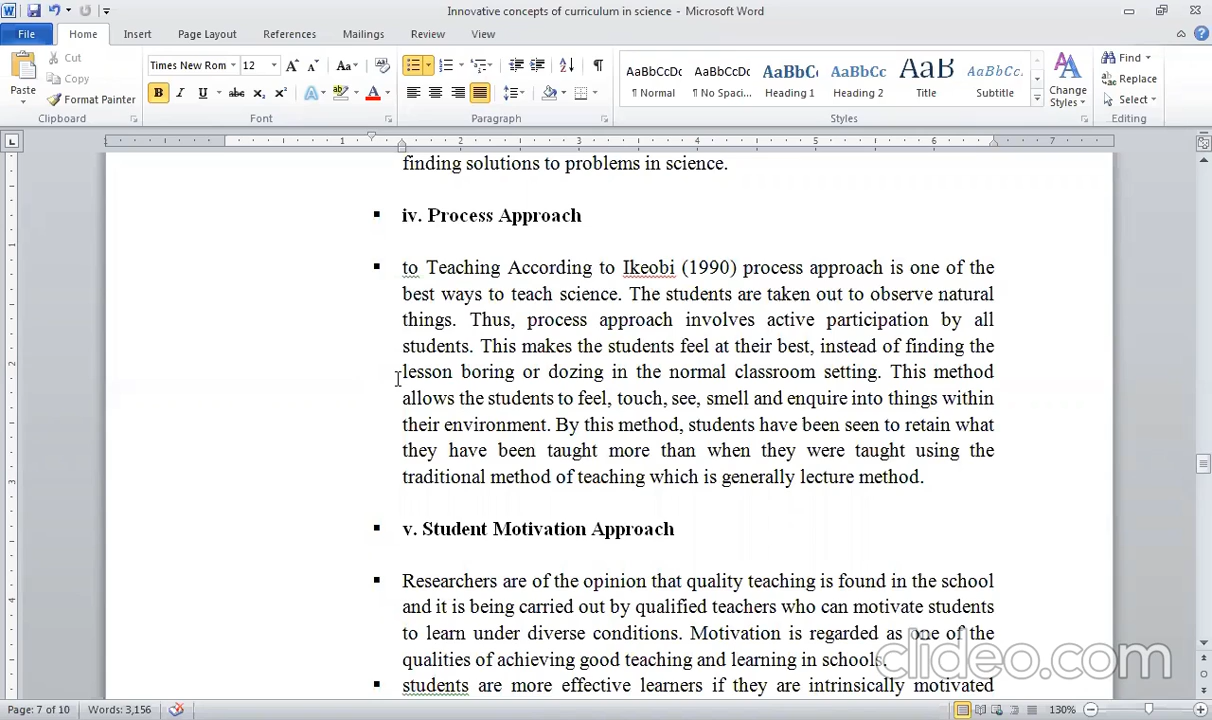 Innovative concepts of curriculum in science - Microsoft Word
File Home Insert Page Layout References Mailings Review View
Paste
Cut
Copy
Format Painter
Clipboard
Times New Rom 12
Font
Paragraph
AaBbCcDc AaBbCcDc AaBbCc AaBbCc AaB AaBbCc.
¶ Normal ¶ No Spaci... Heading 1 Heading 2 Title Subtitle
Change Styles
Styles
Find
Replace
Select
Editing
finding solutions to problems in science.
▪ iv. Process Approach
▪ to Teaching According to Ikeobi (1990) process approach is one of the
best ways to teach science. The students are taken out to observe natural
things. Thus, process approach involves active participation by all
students. This makes the students feel at their best, instead of finding the
lesson boring or dozing in the normal classroom setting. This method
allows the students to feel, touch, see, smell and enquire into things within
their environment. By this method, students have been seen to retain what
they have been taught more than when they were taught using the
traditional method of teaching which is generally lecture method.
▪ v. Student Motivation Approach
▪ Researchers are of the opinion that quality teaching is found in the school
and it is being carried out by qualified teachers who can motivate students
to learn under diverse conditions. Motivation is regarded as one of the
qualities of achieving good teaching and learning in schools.
▪ students are more effective learners if they are intrinsically motivated
clideo.com
Page: 7 of 10 Words: 3,156 130%